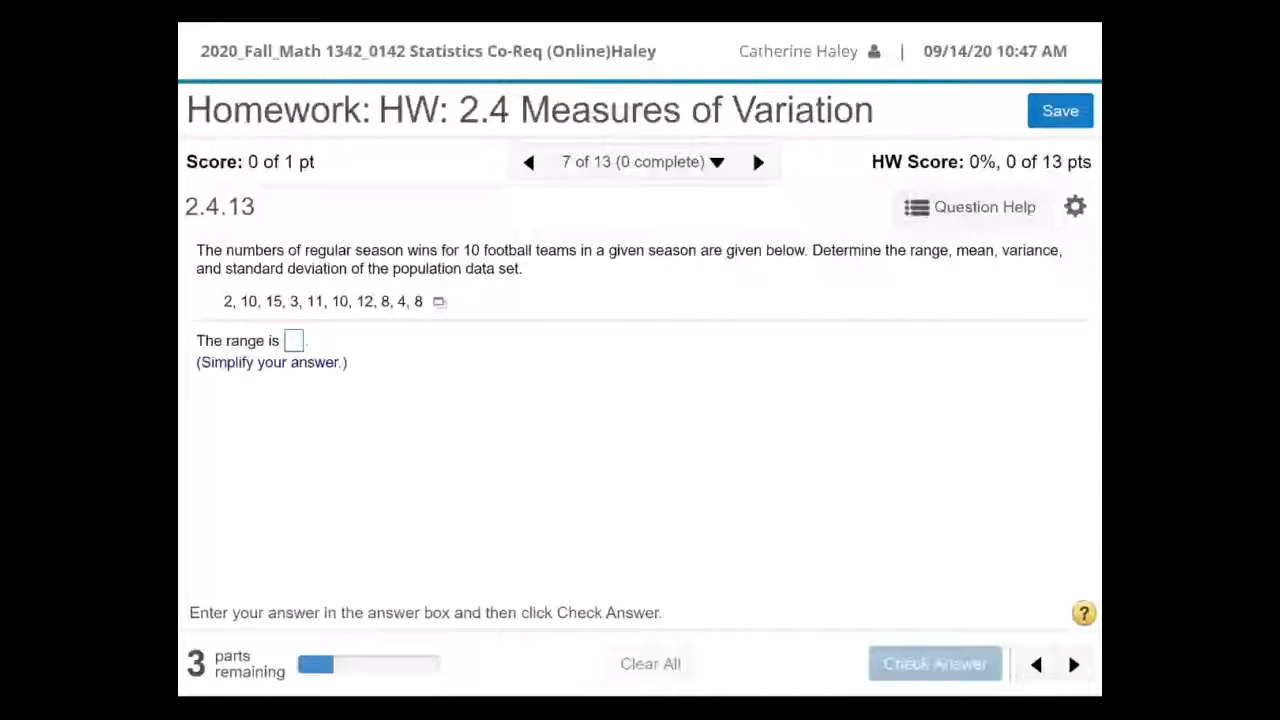 2020_Fall_Math 1342_0142 Statistics Co-Req (Online)Haley
Catherine Haley | 09/14/20 10:47 AM
Homework: HW: 2.4 Measures of Variation
Save
Score: 0 of 1 pt
7 of 13 (0 complete)
HW Score: 0%, 0 of 13 pts
2.4.13
Question Help
The numbers of regular season wins for 10 football teams in a given season are given below. Determine the range, mean, variance,
and standard deviation of the population data set.
2, 10, 15, 3, 11, 10, 12, 8, 4, 8
The range is .
(Simplify your answer.)
Enter your answer in the answer box and then click Check Answer.
?
3 parts
remaining
Clear All
Check Answer